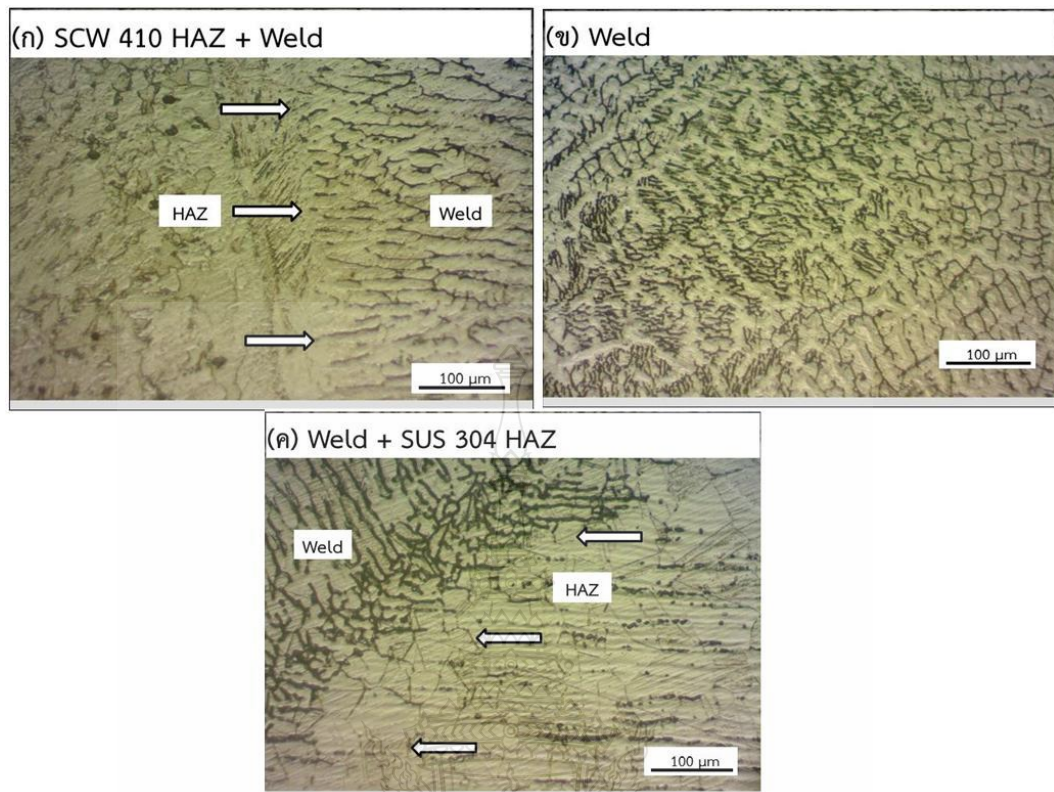 (ก) SCW 410 HAZ + Weld
(ข) Weld
HAZ
Weld
100 µm
100 µm
(ค) Weld + SUS 304 HAZ
Weld
HAZ
100 µm